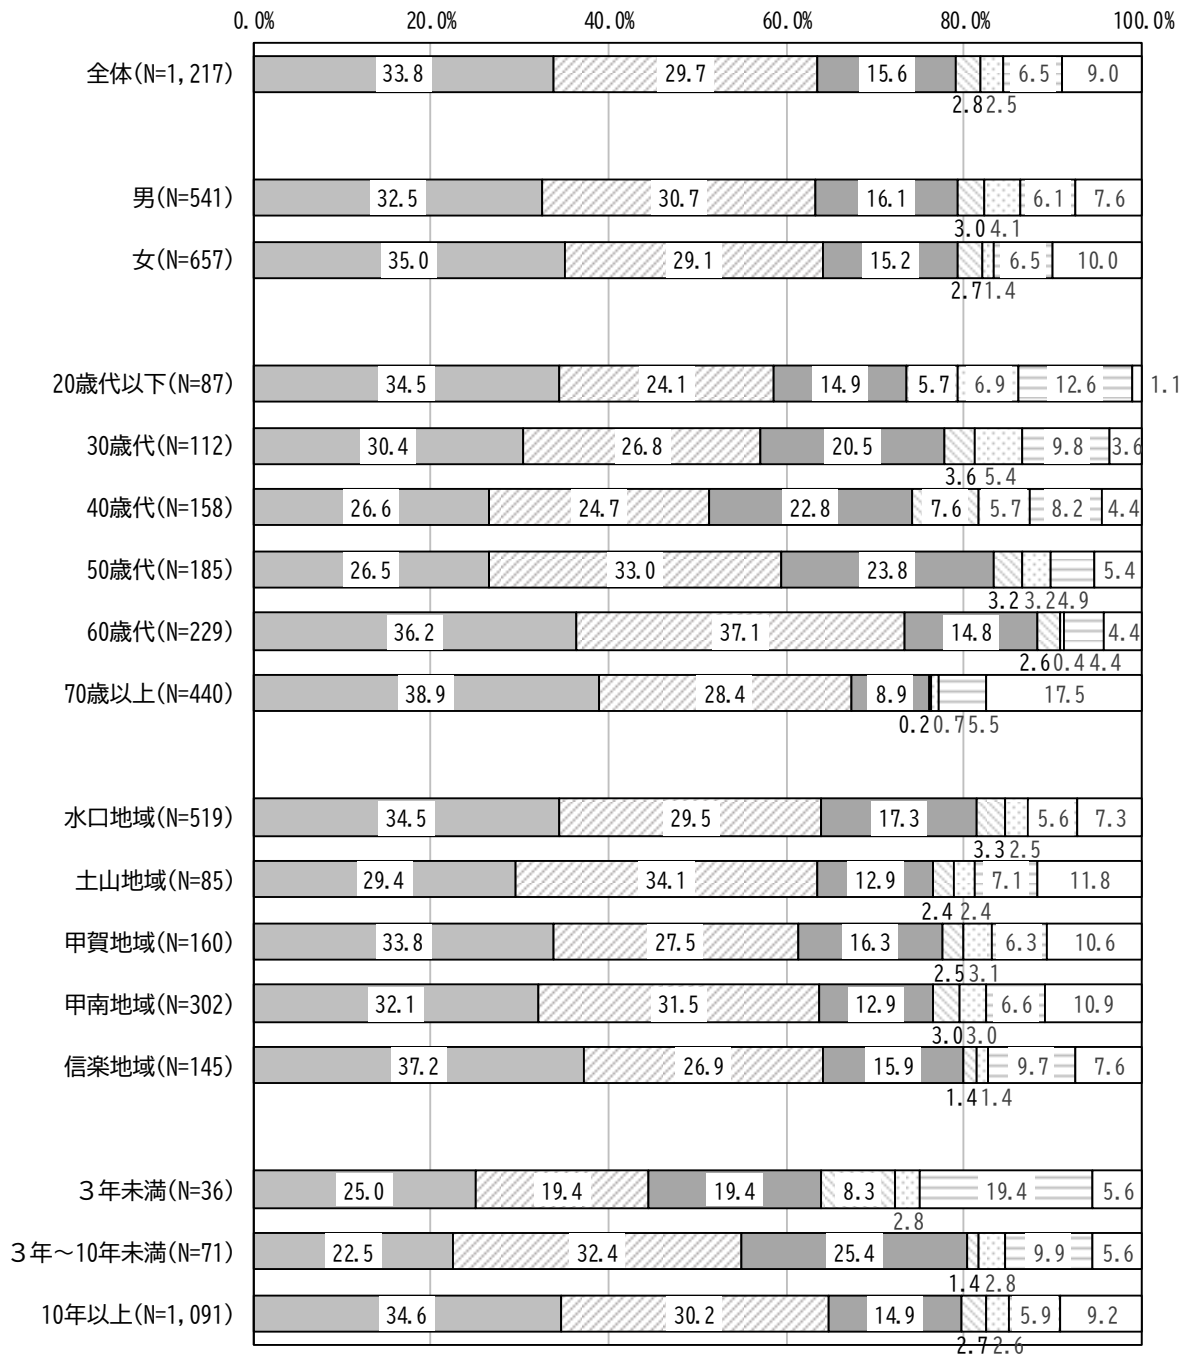 0.0% 20.0% 40.0% 60.0% 80.0% 100.0%
全体(N=1,217) 33.8 29.7 15.6 6.5 9.0
2.8 2.5
男(N=541) 32.5 30.7 16.1 6.1 7.6
3.0 4.1
女(N=657) 35.0 29.1 15.2 6.5 10.0
2.7 1.4
20歳代以下(N=87) 34.5 24.1 14.9 5.7 6.9 12.6 1.1
30歳代(N=112) 30.4 26.8 20.5 9.8 3.6
3.6 5.4
40歳代(N=158) 26.6 24.7 22.8 7.6 5.7 8.2 4.4
50歳代(N=185) 26.5 33.0 23.8 5.4
3.2 3.2 4.9
60歳代(N=229) 36.2 37.1 14.8 4.4
2.6 0.4 4.4
70歳以上(N=440) 38.9 28.4 8.9 17.5
0.2 0.7 5.5
水口地域(N=519) 34.5 29.5 17.3 5.6 7.3
3.3 2.5
土山地域(N=85) 29.4 34.1 12.9 7.1 11.8
2.4 2.4
甲賀地域(N=160) 33.8 27.5 16.3 6.3 10.6
2.5 3.1
甲南地域(N=302) 32.1 31.5 12.9 6.6 10.9
3.0 3.0
信楽地域(N=145) 37.2 26.9 15.9 9.7 7.6
1.4 1.4
３年未満(N=36) 25.0 19.4 19.4 8.3 19.4 5.6
2.8
３年～10年未満(N=71) 22.5 32.4 25.4 9.9 5.6
1.4 2.8
10年以上(N=1,091) 34.6 30.2 14.9 5.9 9.2
2.7 2.6